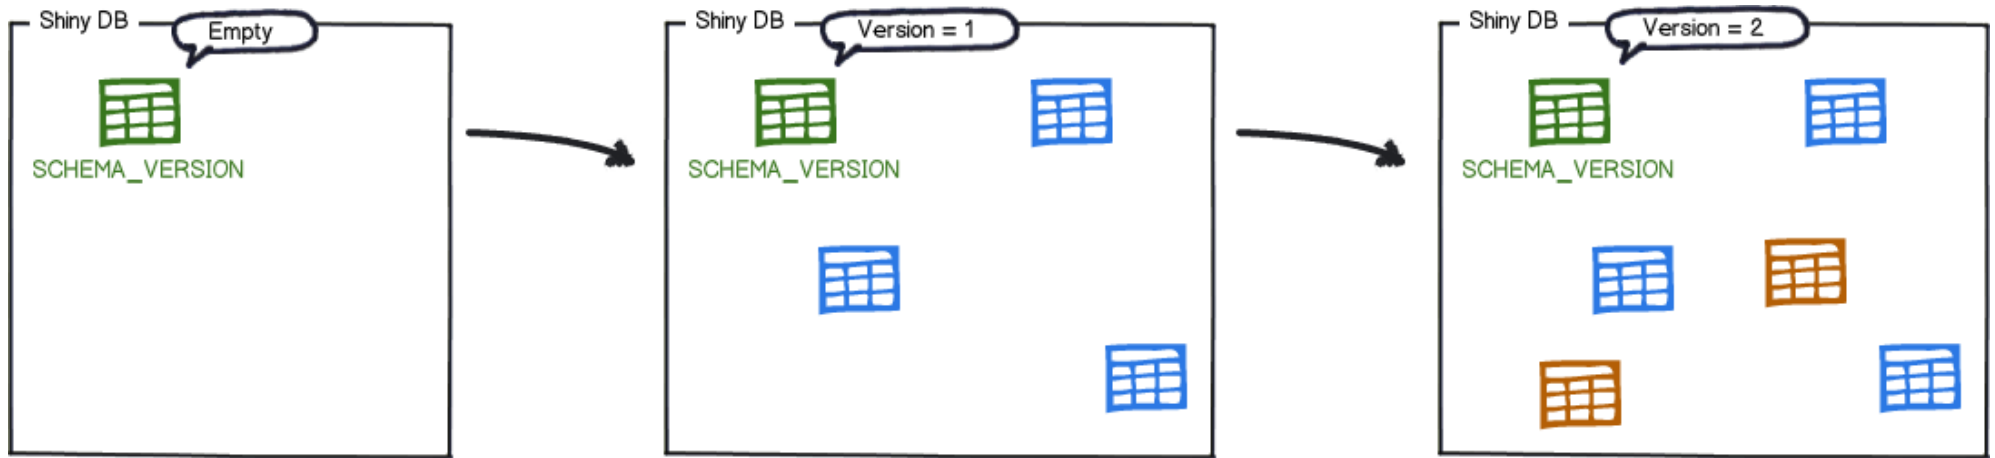 Shiny DB
Empty
SCHEMA_VERSION
Shiny DB
Version = 1
SCHEMA_VERSION
Shiny DB
Version = 2
SCHEMA_VERSION